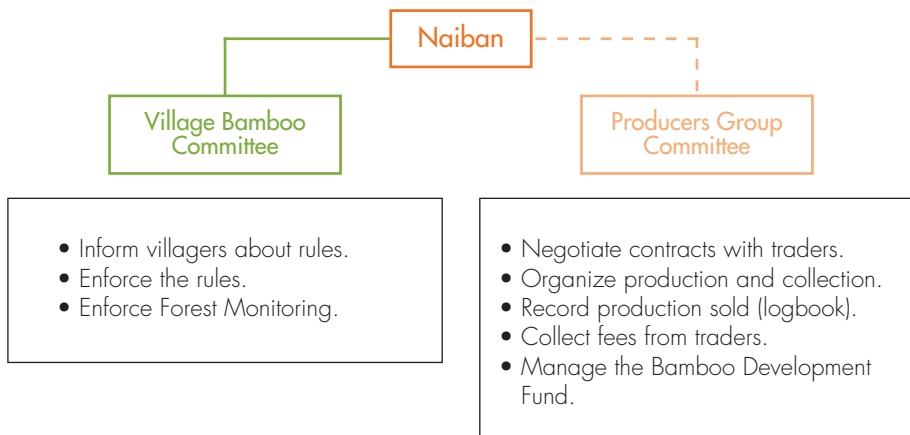 Naiban
Village Bamboo
Committee
Producers Group
Committee
• Inform villagers about rules.
• Enforce the rules.
• Enforce Forest Monitoring.
• Negotiate contracts with traders.
• Organize production and collection.
• Record production sold (logbook).
• Collect fees from traders.
• Manage the Bamboo Development
Fund.